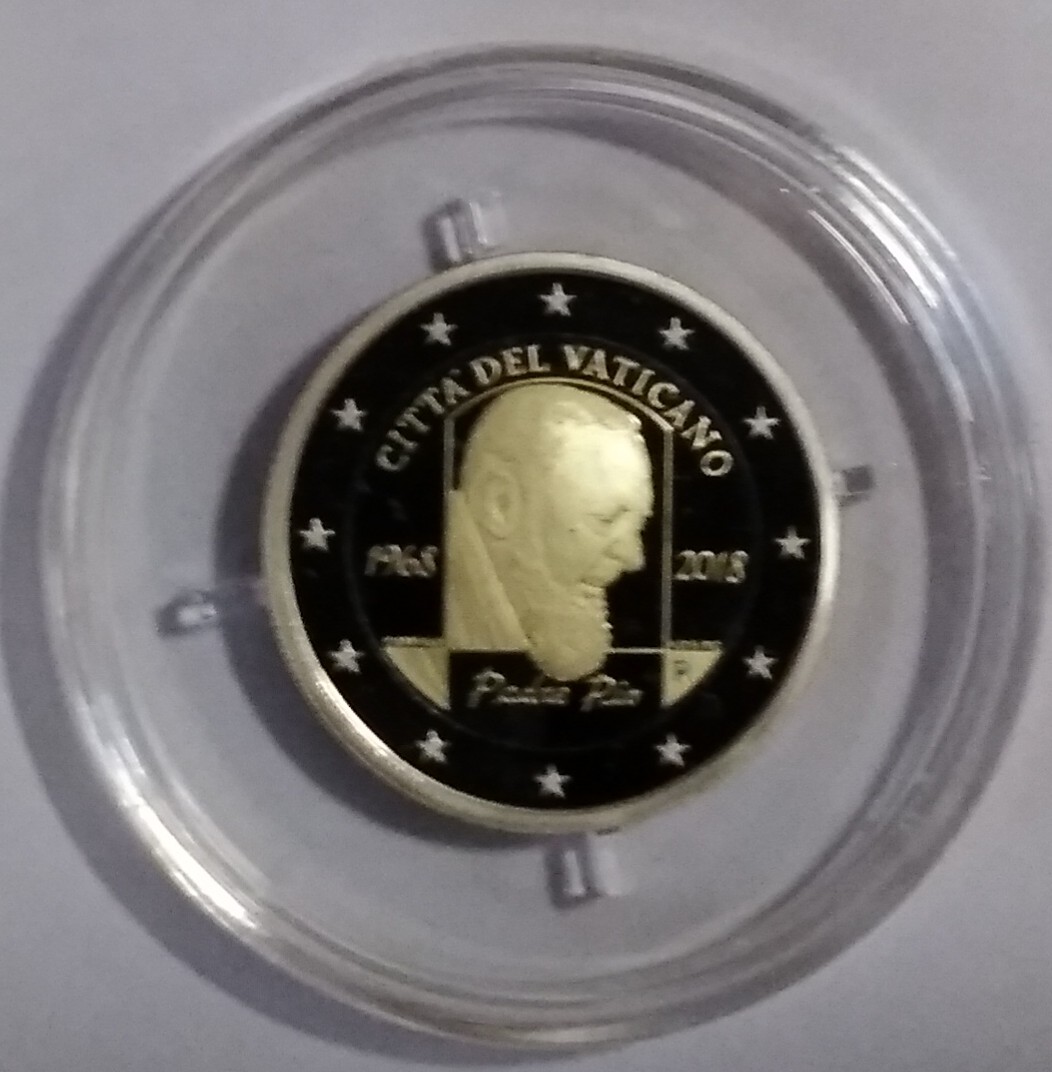 CITTÀ DEL VATICANO
1968
2018
Padre Pio
R